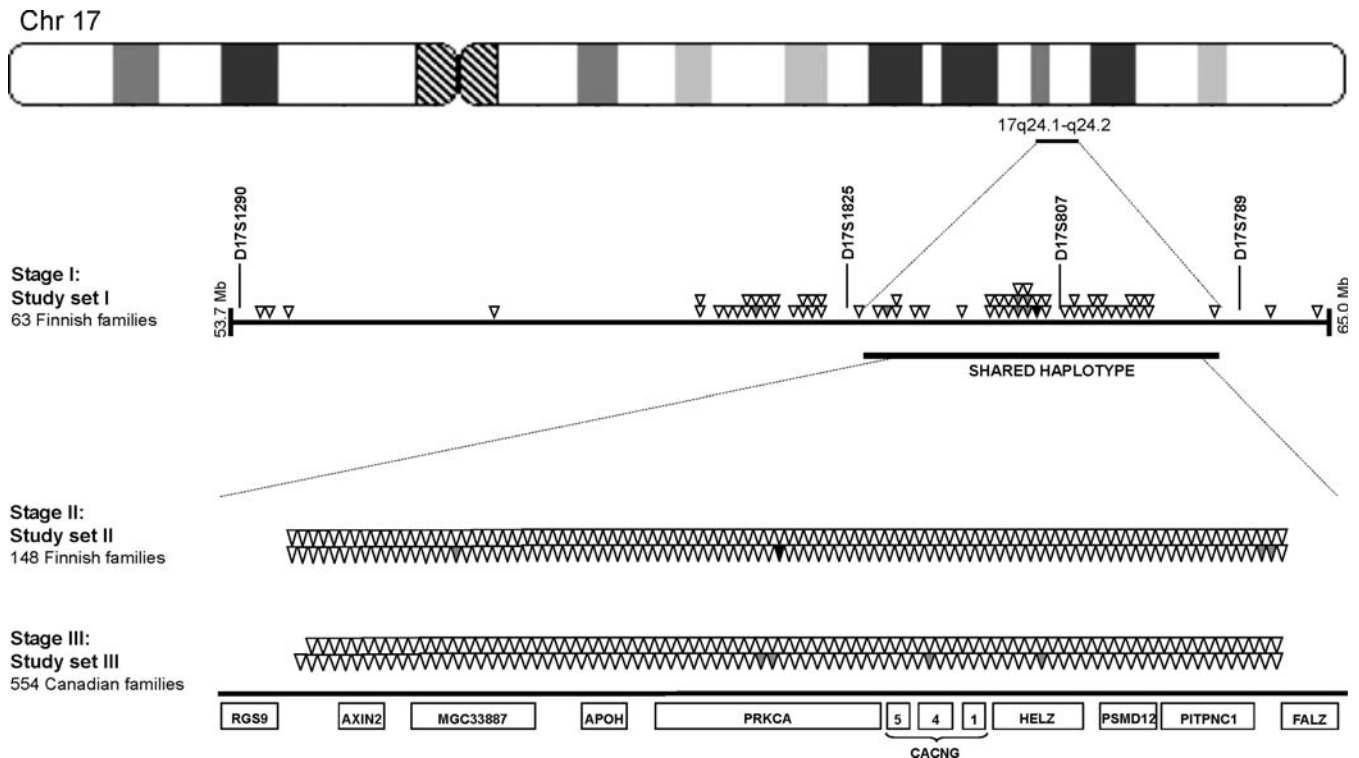 Chr 17
17q24.1-q24.2
D17S1290
D17S1825
D17S807
D17S789
Stage I:
Study set I
63 Finnish families
53.7 Mb
65.0 Mb
SHARED HAPLOTYPE
Stage II:
Study set II
148 Finnish families
Stage III:
Study set III
554 Canadian families
RGS9 AXIN2 MGC33887 APOH PRKCA 5 4 1 HELZ PSMD12 PITPNC1 FALZ
CACNG